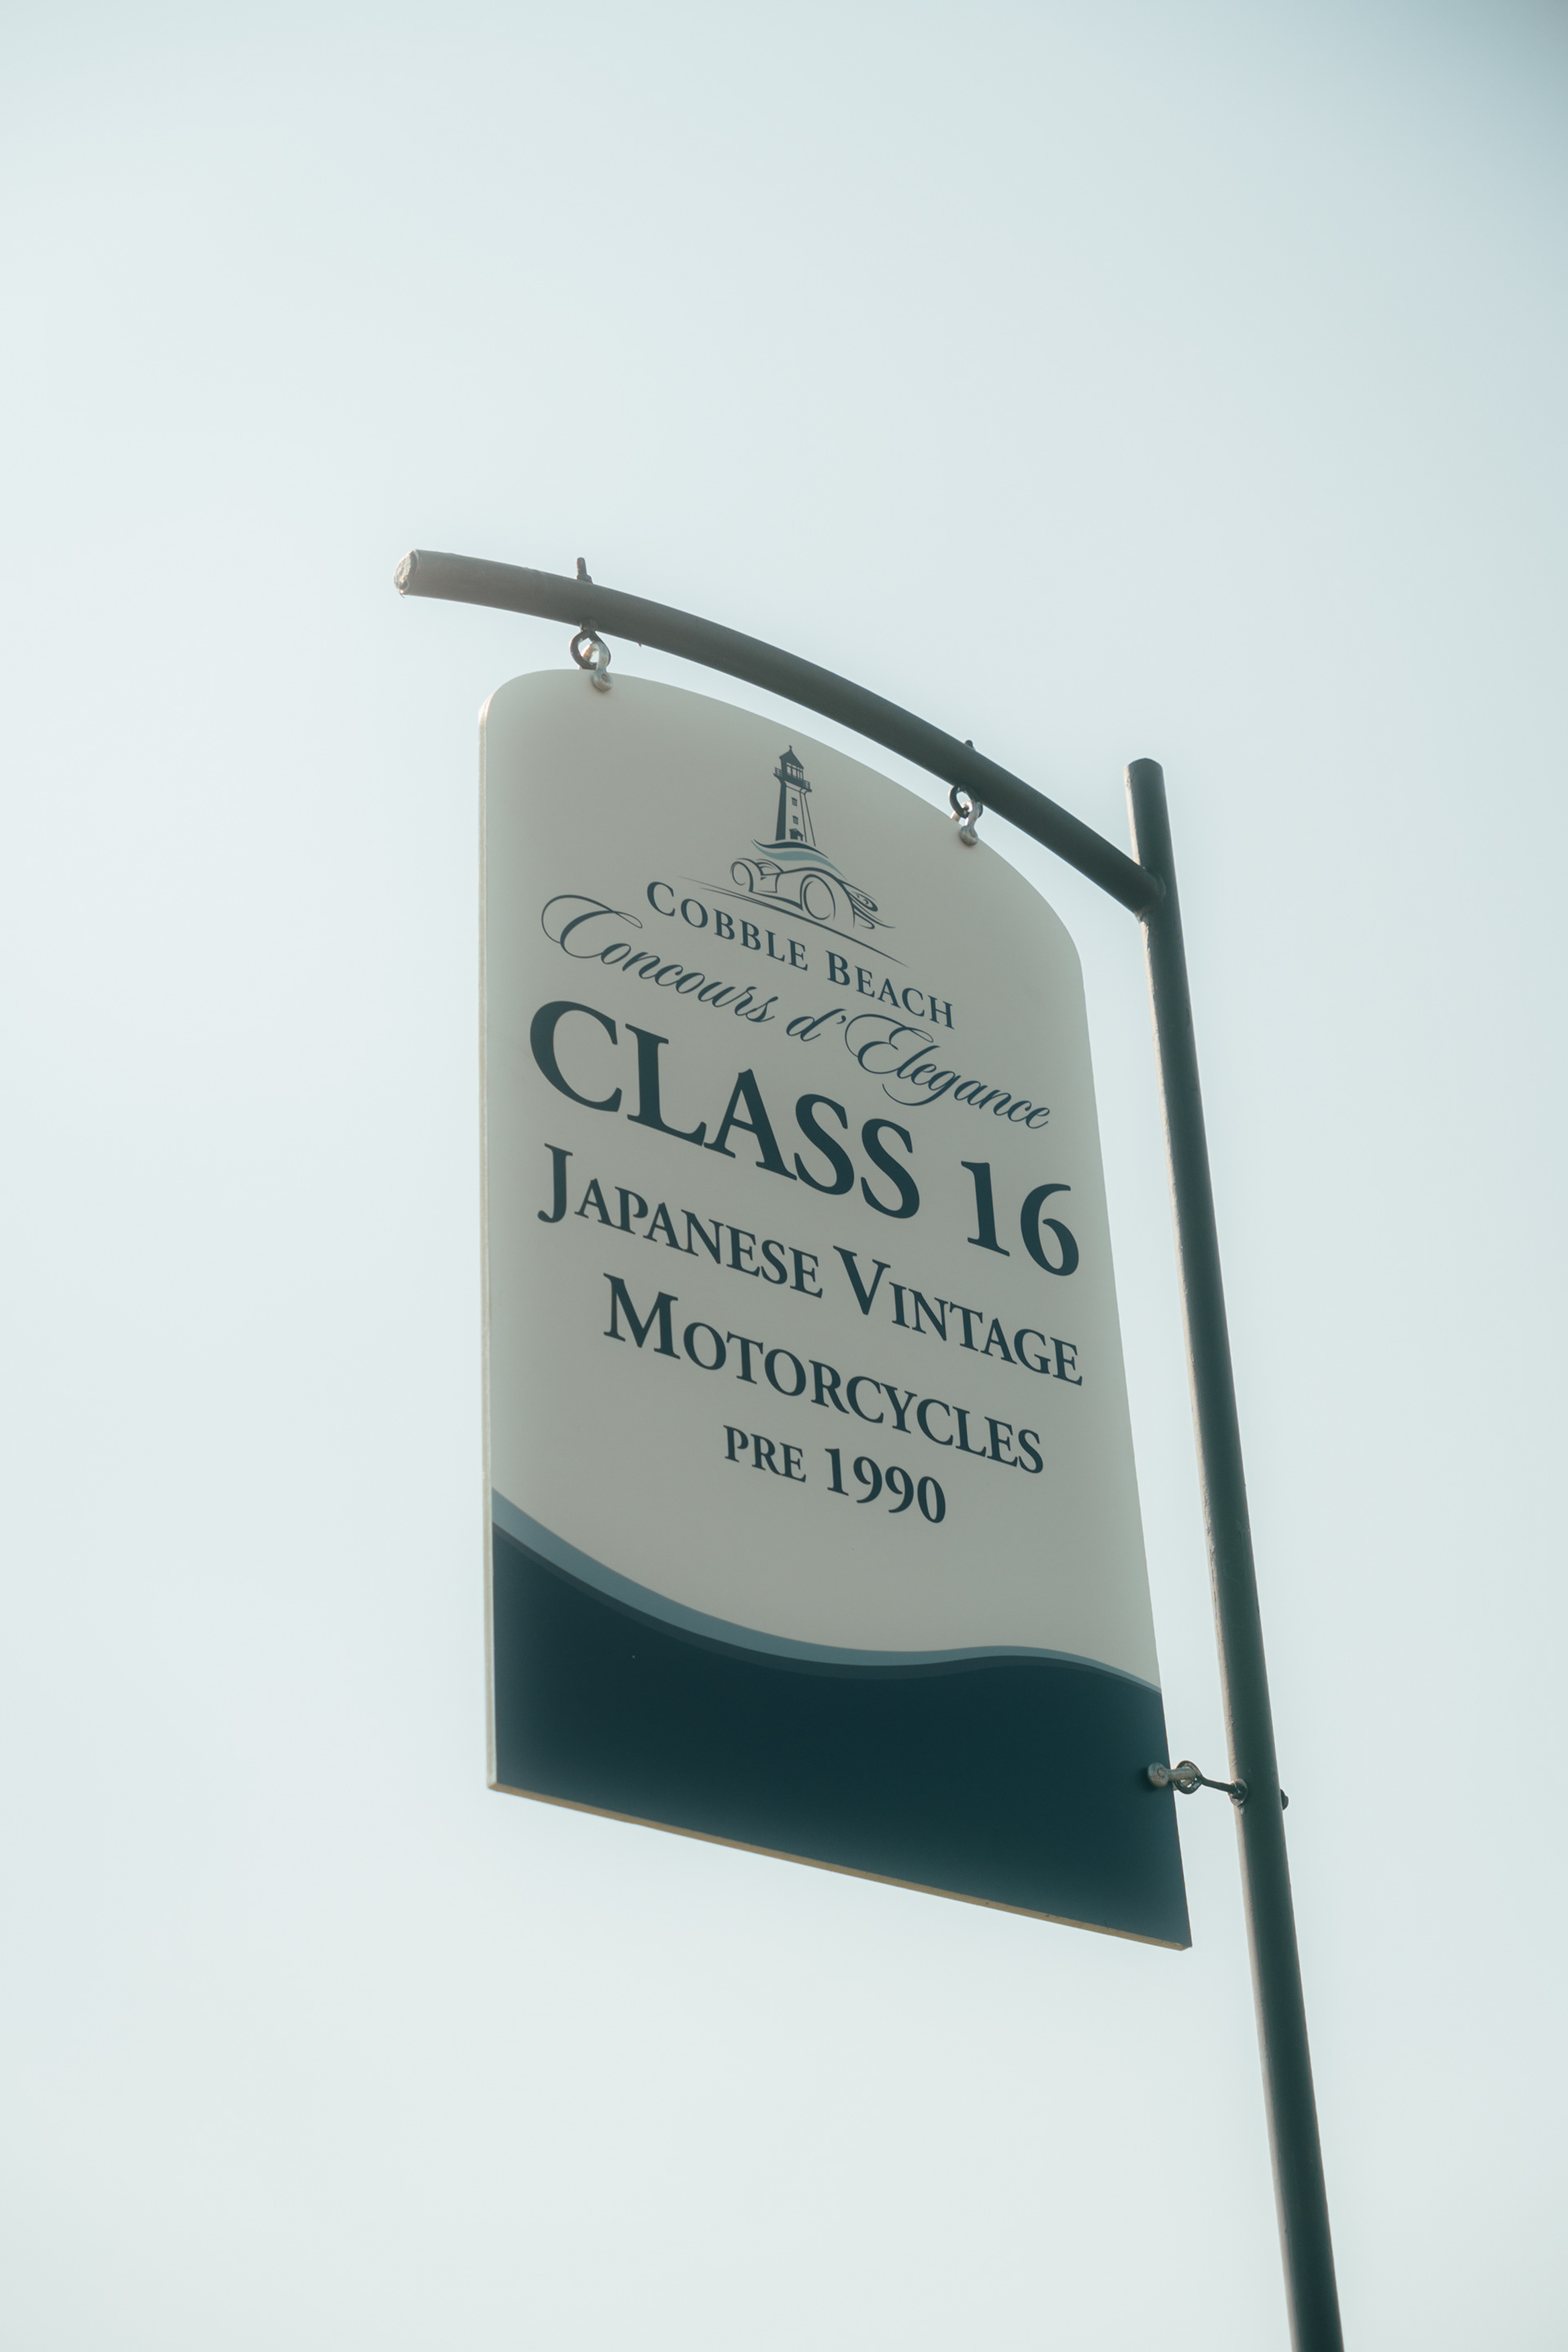 COBBLE BEACH
Concours d'Elegance
CLASS 16
JAPANESE VINTAGE
MOTORCYCLES
PRE 1990